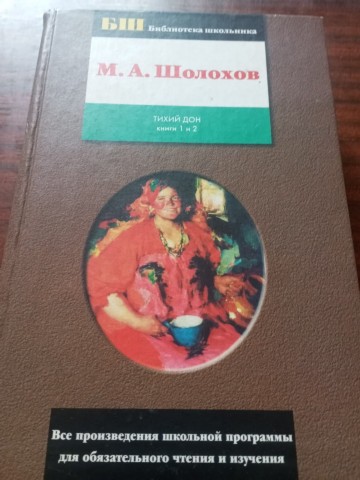 БШ Библиотека школьника
М. А. Шолохов
ТИХИЙ ДОН
КНИГИ 1 И 2
Все произведения школьной программы
для обязательного чтения и изучения